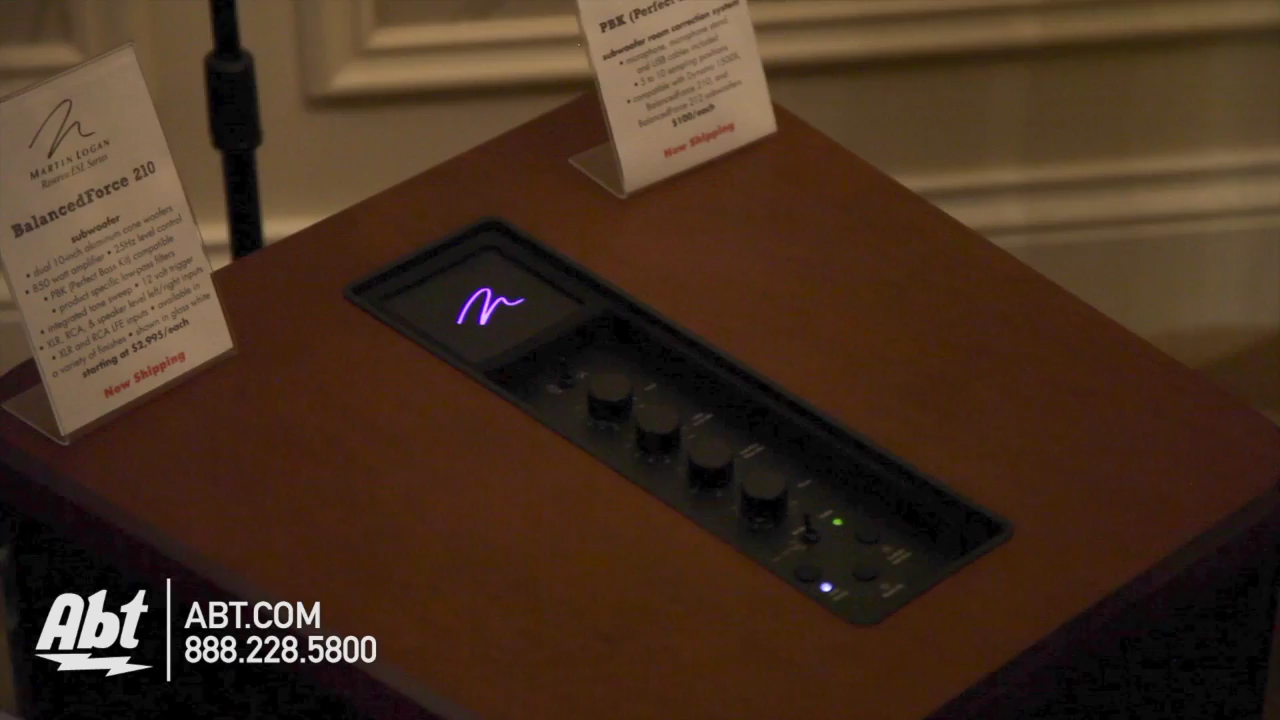 MARTIN LOGAN
Reserve ESL Series
BalancedForce 210
subwoofer
• dual 10-inch aluminum cone woofers
• 850 watt amplifier • 25Hz level control
• PBK (Perfect Bass Kit) compatible
• product specific low-pass filters
• integrated tone sweep • 12 volt trigger
• XLR, RCA, & speaker level left/right inputs
• XLR and RCA LFE inputs • available in
a variety of finishes • shown in gloss white
starting at $2,995/each
Now Shipping
PBK (Perfect
subwoofer room correction system
• microphone, microphone stand
and USB cables included
• 5 to 10 sampling positions
• compatible with Dynamo 1500X,
BalancedForce 210, and
BalancedForce 212 subwoofers
$100/each
Now Shipping
Abt
ABT.COM
888.228.5800